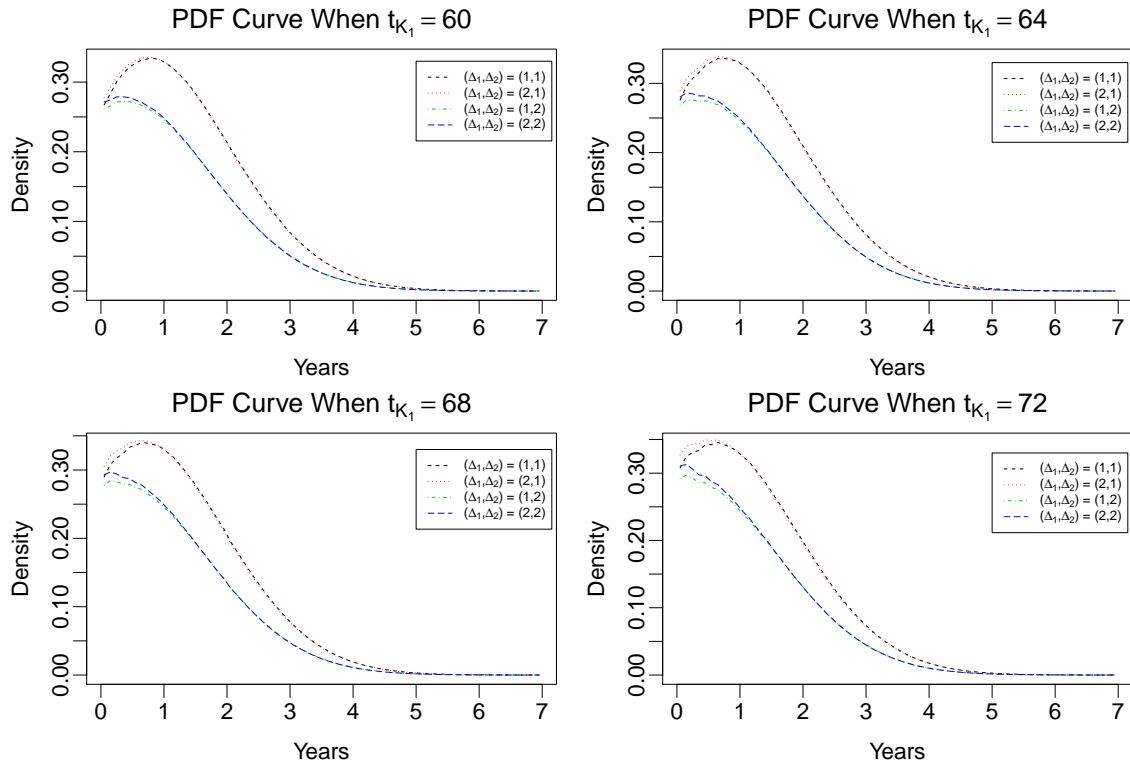 PDF Curve When t_K₁ = 60
Density
0.00 0.10 0.20 0.30
(Δ₁,Δ₂) = (1,1)
(Δ₁,Δ₂) = (2,1)
(Δ₁,Δ₂) = (1,2)
(Δ₁,Δ₂) = (2,2)
0 1 2 3 4 5 6 7
Years
PDF Curve When t_K₁ = 64
Density
0.00 0.10 0.20 0.30
(Δ₁,Δ₂) = (1,1)
(Δ₁,Δ₂) = (2,1)
(Δ₁,Δ₂) = (1,2)
(Δ₁,Δ₂) = (2,2)
0 1 2 3 4 5 6 7
Years
PDF Curve When t_K₁ = 68
Density
0.00 0.10 0.20 0.30
(Δ₁,Δ₂) = (1,1)
(Δ₁,Δ₂) = (2,1)
(Δ₁,Δ₂) = (1,2)
(Δ₁,Δ₂) = (2,2)
0 1 2 3 4 5 6 7
Years
PDF Curve When t_K₁ = 72
Density
0.00 0.10 0.20 0.30
(Δ₁,Δ₂) = (1,1)
(Δ₁,Δ₂) = (2,1)
(Δ₁,Δ₂) = (1,2)
(Δ₁,Δ₂) = (2,2)
0 1 2 3 4 5 6 7
Years